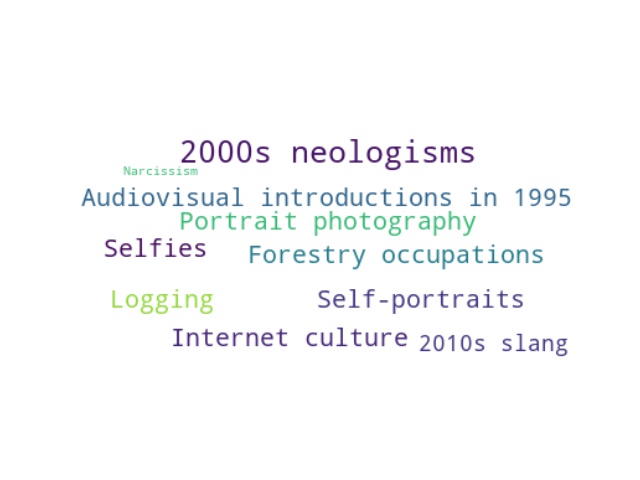 2000s neologisms
Narcissism
Audiovisual introductions in 1995
Portrait photography
Selfies
Forestry occupations
Logging
Self-portraits
Internet culture
2010s slang